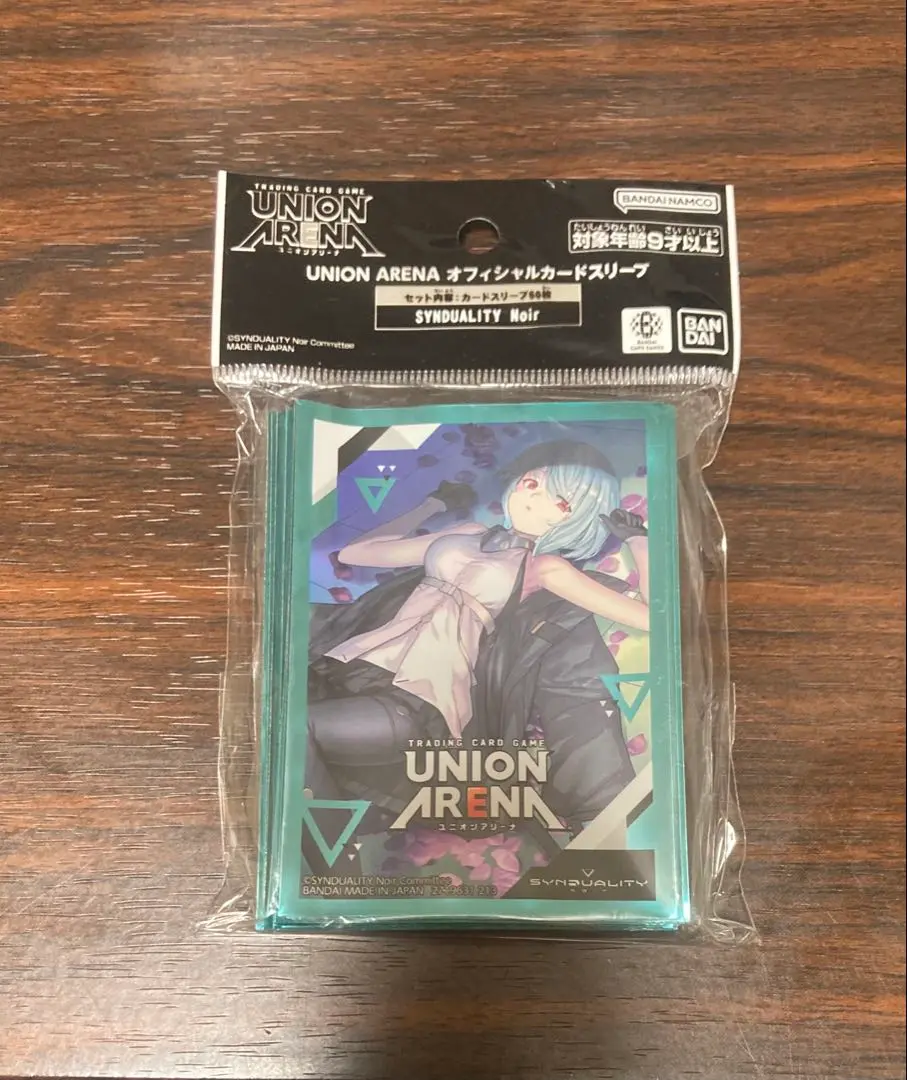 TRADING CARD GAME
UNION ARENA
ユニオンアリーナ
BANDAI NAMCO
たいしょうねんれい さいいじょう
対象年齢9才以上
UNION ARENA オフィシャルカードスリーブ
セット内容:カードスリーブ60枚
SYNDUALITY Noir
©SYNDUALITY Noir Committee
MADE IN JAPAN
BANDAI
CARD GAMES
BAN
DAI
TRADING CARD GAME
UNION
ARENA
ユニオンアリーナ
©SYNDUALITY Noir Committee
BANDAI MADE IN JAPAN
SYNDUALITY